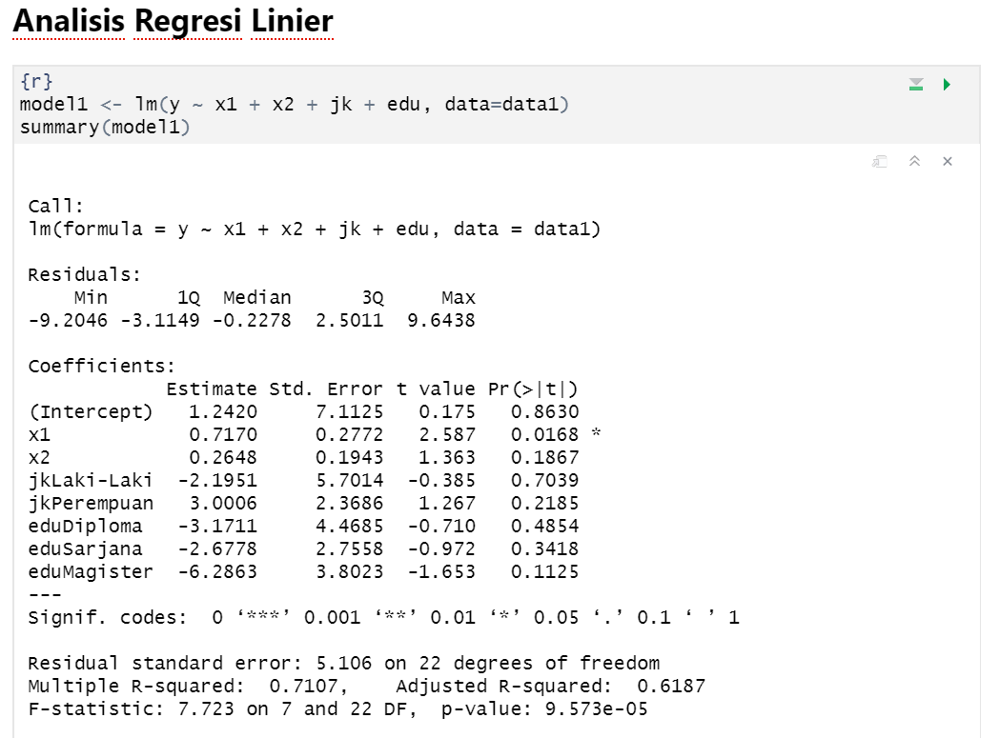 Analisis Regresi Linier
{r}
model1 <- lm(y ~ x1 + x2 + jk + edu, data=data1)
summary(model1)
Call:
lm(formula = y ~ x1 + x2 + jk + edu, data = data1)
Residuals:
    Min      1Q  Median      3Q     Max
-9.2046 -3.1149 -0.2278  2.5011  9.6438
Coefficients:
            Estimate Std. Error t value Pr(>|t|)
(Intercept)   1.2420     7.1125   0.175   0.8630
x1            0.7170     0.2772   2.587   0.0168 *
x2            0.2648     0.1943   1.363   0.1867
jkLaki-Laki  -2.1951     5.7014  -0.385   0.7039
jkPerempuan   3.0006     2.3686   1.267   0.2185
eduDiploma   -3.1711     4.4685  -0.710   0.4854
eduSarjana   -2.6778     2.7558  -0.972   0.3418
eduMagister  -6.2863     3.8023  -1.653   0.1125
---
Signif. codes:  0 ‘***’ 0.001 ‘**’ 0.01 ‘*’ 0.05 ‘.’ 0.1 ‘ ’ 1
Residual standard error: 5.106 on 22 degrees of freedom
Multiple R-squared:  0.7107,    Adjusted R-squared:  0.6187
F-statistic: 7.723 on 7 and 22 DF,  p-value: 9.573e-05